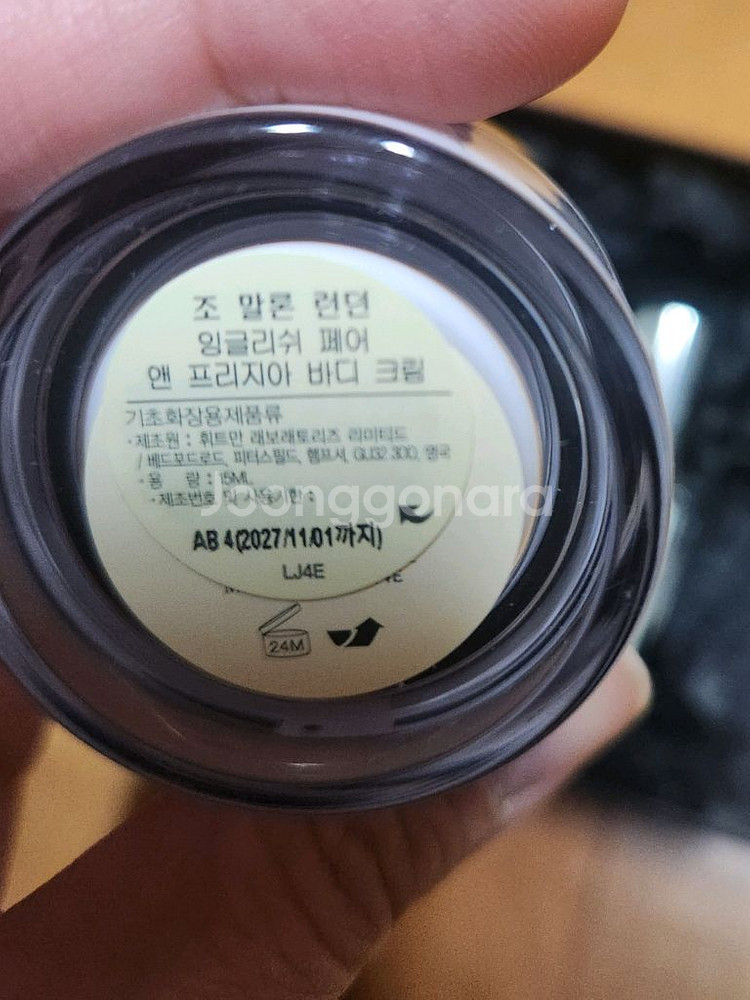 조 말론 런던
잉글리쉬 페어
앤 프리지아 바디 크림
기초화장용제품류
·제조원 : 휘트만 래보래토리즈 리미티드
/베드포드로드, 피터스필드, 햄프셔, GU32 3QD, 영국
·용 량 : 15ML
·제조번호 및 사용기한 :
Joonggonara
AB 4(2027/11/01까지)
LJ4E
4E
24M